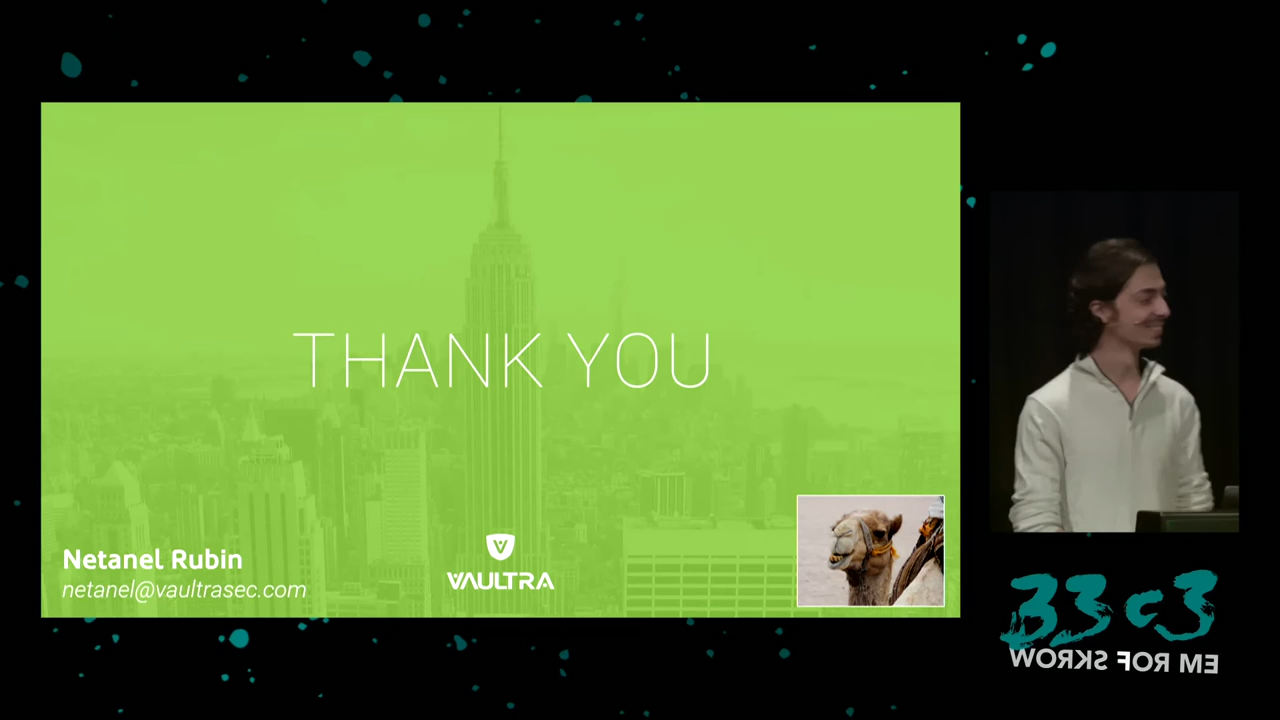 THANK YOU
Netanel Rubin
netanel@vaultrasec.com
VAULTRA
33c3
WORKS FOR ME